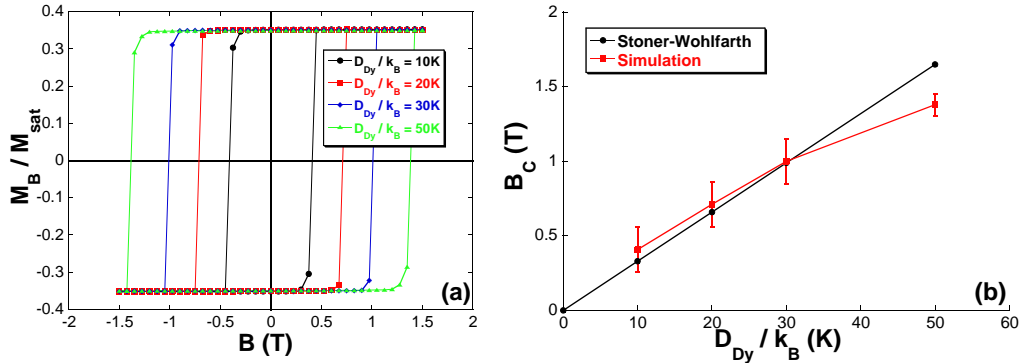 0.4
0.3
0.2
0.1
0
-0.1
-0.2
0.3
0.4
M_B / M_sat
-2
-1.5
-1
-0.5
0
0.5
1
1.5
2
B (T)
D_Dy / k_B = 10K
D_Dy / k_B = 20K
D_Dy / k_B = 30K
D_Dy / k_B = 50K
(a)
2
1.5
1
0.5
0
B_C (T)
0
10
20
30
40
50
60
D_Dy / k_B (K)
Stoner-Wohlfarth
Simulation
(b)